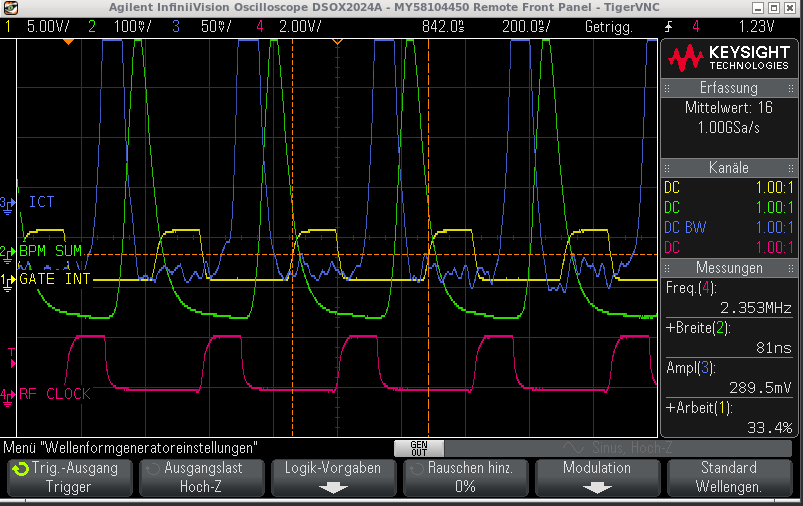 Agilent InfiniiVision Oscilloscope DSOX2024A - MY58104450 Remote Front Panel - TigerVNC
1 5.00V/ 2 100mV/ 3 50mV/ 4 2.00V/ 842.0ns 200.0ns/ Getrigg. 4 1.23V
KEYSIGHT
TECHNOLOGIES
Erfassung
Mittelwert: 16
1.00GSa/s
Kanäle
DC 1.00:1
DC 1.00:1
DC BW 1.00:1
DC 1.00:1
Messungen
Freq.(4):
2.353MHz
+Breite(2):
81ns
Ampl(3):
289.5mV
+Arbeit(1):
33.4%
3 ICT
2 BPM SUM
1 GATE INT
T
4 RF CLOCK
Menü "Wellenformgeneratoreinstellungen"
GEN
OUT
Sinus, Hoch-Z
Trig.-Ausgang
Trigger
Ausgangslast
Hoch-Z
Logik-Vorgaben
Rauschen hinz.
0%
Modulation
Standard
Wellengen.